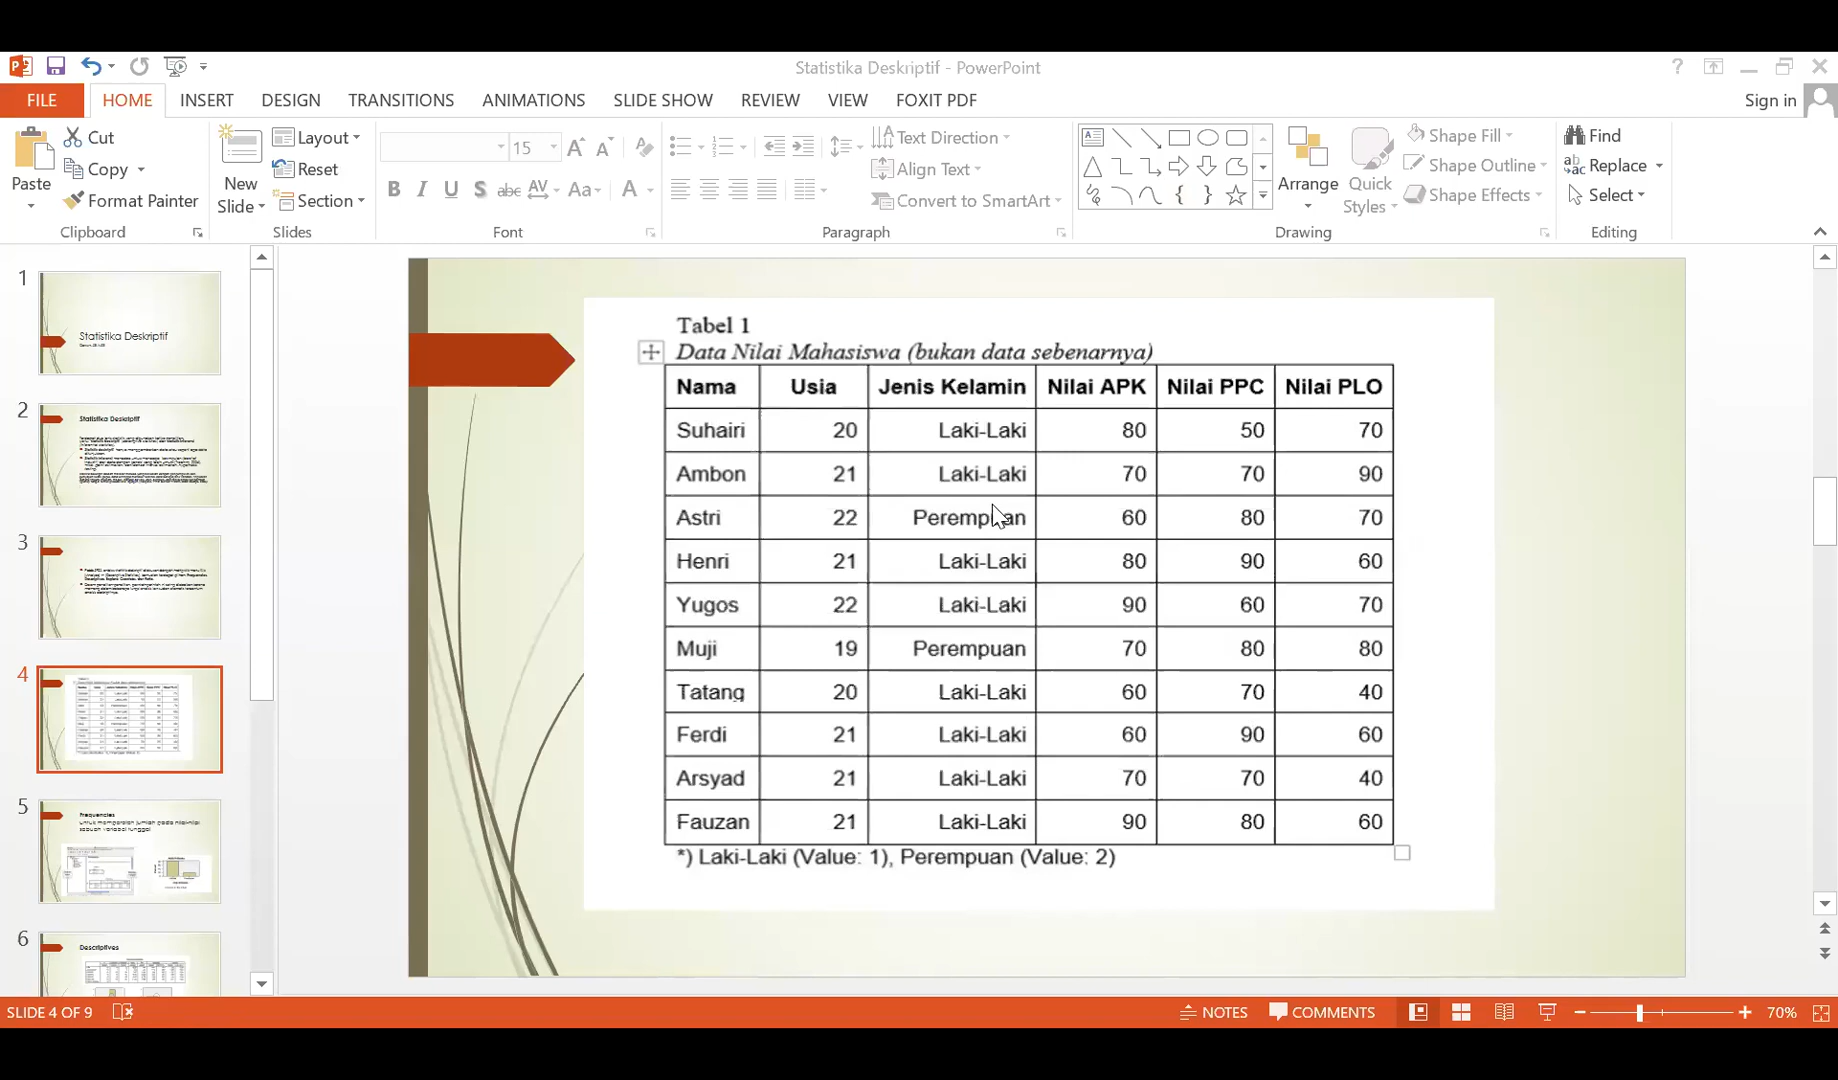 Statistika Deskriptif - PowerPoint
FILE HOME INSERT DESIGN TRANSITIONS ANIMATIONS SLIDE SHOW REVIEW VIEW FOXIT PDF Sign in
Paste
Cut
Copy
Format Painter
Clipboard
New Slide
Layout
Reset
Section
Slides
15
Font
Text Direction
Align Text
Convert to SmartArt
Paragraph
Arrange
Quick Styles
Shape Fill
Shape Outline
Shape Effects
Drawing
Find
Replace
Select
Editing
1
Statistika Deskriptif
2
Statistika Deskriptif
3
4
5
Frequencies
6
Descriptives
Tabel 1
Data Nilai Mahasiswa (bukan data sebenarnya)
Nama Usia Jenis Kelamin Nilai APK Nilai PPC Nilai PLO
Suhairi 20 Laki-Laki 80 50 70
Ambon 21 Laki-Laki 70 70 90
Astri 22 Perempuan 60 80 70
Henri 21 Laki-Laki 80 90 60
Yugos 22 Laki-Laki 90 60 70
Muji 19 Perempuan 70 80 80
Tatang 20 Laki-Laki 60 70 40
Ferdi 21 Laki-Laki 60 90 60
Arsyad 21 Laki-Laki 70 70 40
Fauzan 21 Laki-Laki 90 80 60
*) Laki-Laki (Value: 1), Perempuan (Value: 2)
SLIDE 4 OF 9 NOTES COMMENTS 70%